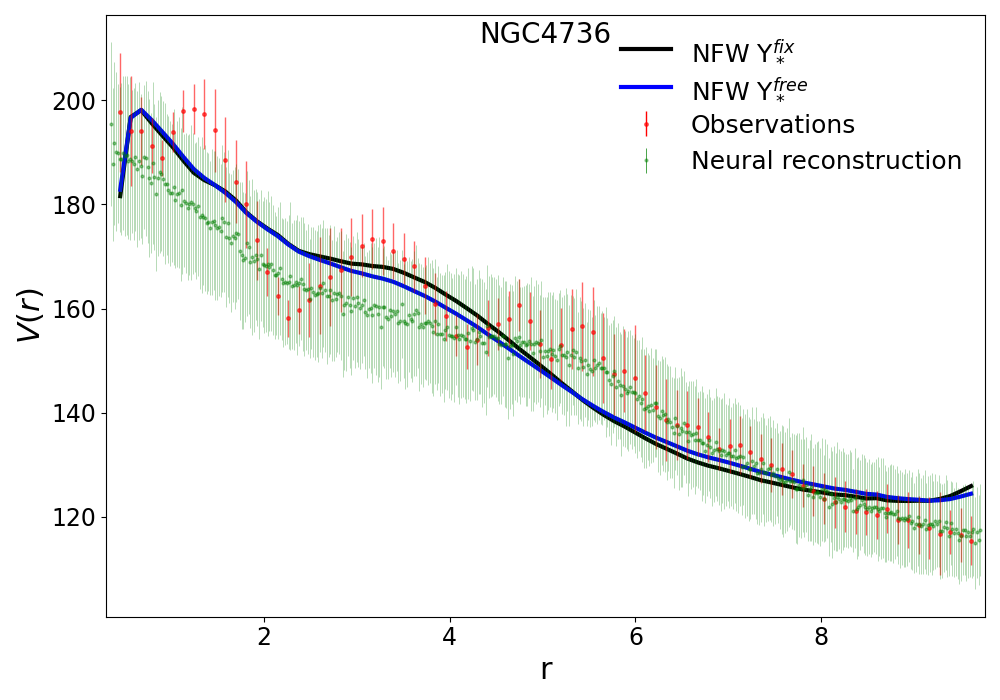 NGC4736
NFW Υ$_*^{fix}$
NFW Υ$_*^{free}$
Observations
Neural reconstruction
V(r)
200
180
160
140
120
2 4 6 8
r